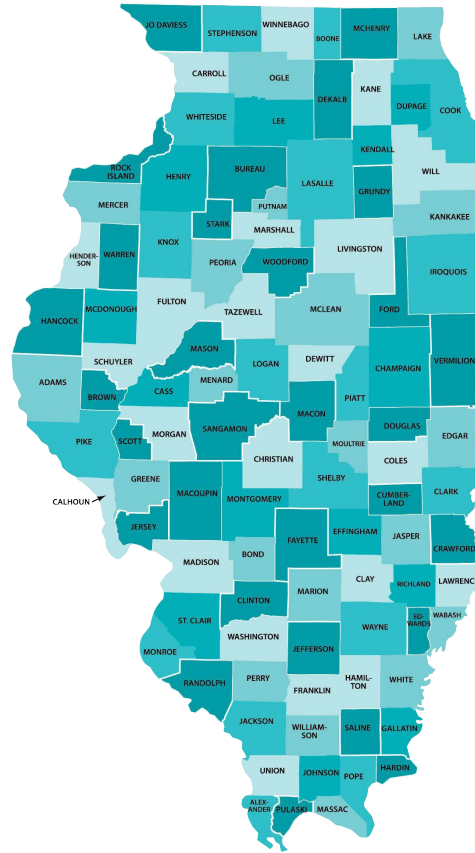 JO DAVIESS
STEPHENSON
WINNEBAGO
BOONE
MCHENRY
LAKE
CARROLL
OGLE
DEKALB
KANE
DUPAGE
COOK
WHITESIDE
LEE
KENDALL
WILL
ROCK
ISLAND
HENRY
BUREAU
LASALLE
GRUNDY
MERCER
PUTNAM
KANKAKEE
STARK
MARSHALL
HENDER-
SON
WARREN
KNOX
PEORIA
WOODFORD
LIVINGSTON
IROQUOIS
HANCOCK
MCDONOUGH
FULTON
TAZEWELL
MCLEAN
FORD
SCHUYLER
MASON
LOGAN
DEWITT
CHAMPAIGN
VERMILION
ADAMS
BROWN
CASS
MENARD
PIATT
PIKE
SCOTT
MORGAN
SANGAMON
MACON
DOUGLAS
EDGAR
MOULTRIE
CHRISTIAN
COLES
CALHOUN
GREENE
MACOUPIN
MONTGOMERY
SHELBY
CUMBER-
LAND
CLARK
JERSEY
FAYETTE
EFFINGHAM
JASPER
CRAWFORD
MADISON
BOND
CLAY
RICHLAND
LAWRENCE
CLINTON
MARION
ST. CLAIR
WASHINGTON
WAYNE
ED-
WARDS
WABASH
MONROE
JEFFERSON
RANDOLPH
PERRY
FRANKLIN
HAMIL-
TON
WHITE
JACKSON
WILLIAM-
SON
SALINE
GALLATIN
UNION
JOHNSON
POPE
HARDIN
ALEX-
ANDER
PULASKI
MASSAC